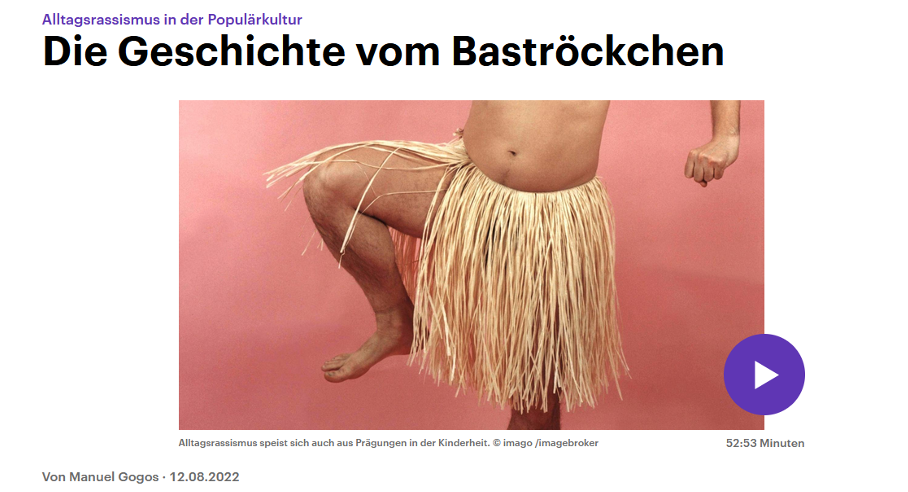 Alltagsrassismus in der Populärkultur
Die Geschichte vom Baströckchen
Alltagsrassismus speist sich auch aus Prägungen in der Kinderheit. © imago /imagebroker
52:53 Minuten
Von Manuel Gogos · 12.08.2022